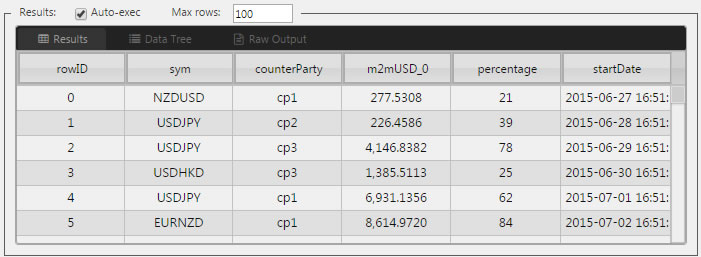 Results: Auto-exec Max rows: 100
Results Data Tree Raw Output
rowID sym counterParty m2mUSD_0 percentage startDate
0 NZDUSD cp1 277.5308 21 2015-06-27 16:51:
1 USDJPY cp2 226.4586 39 2015-06-28 16:51:
2 USDJPY cp3 4,146.8382 78 2015-06-29 16:51:
3 USDHKD cp3 1,385.5113 25 2015-06-30 16:51:
4 USDJPY cp1 6,931.1356 62 2015-07-01 16:51:
5 EURNZD cp1 8,614.9720 84 2015-07-02 16:51: